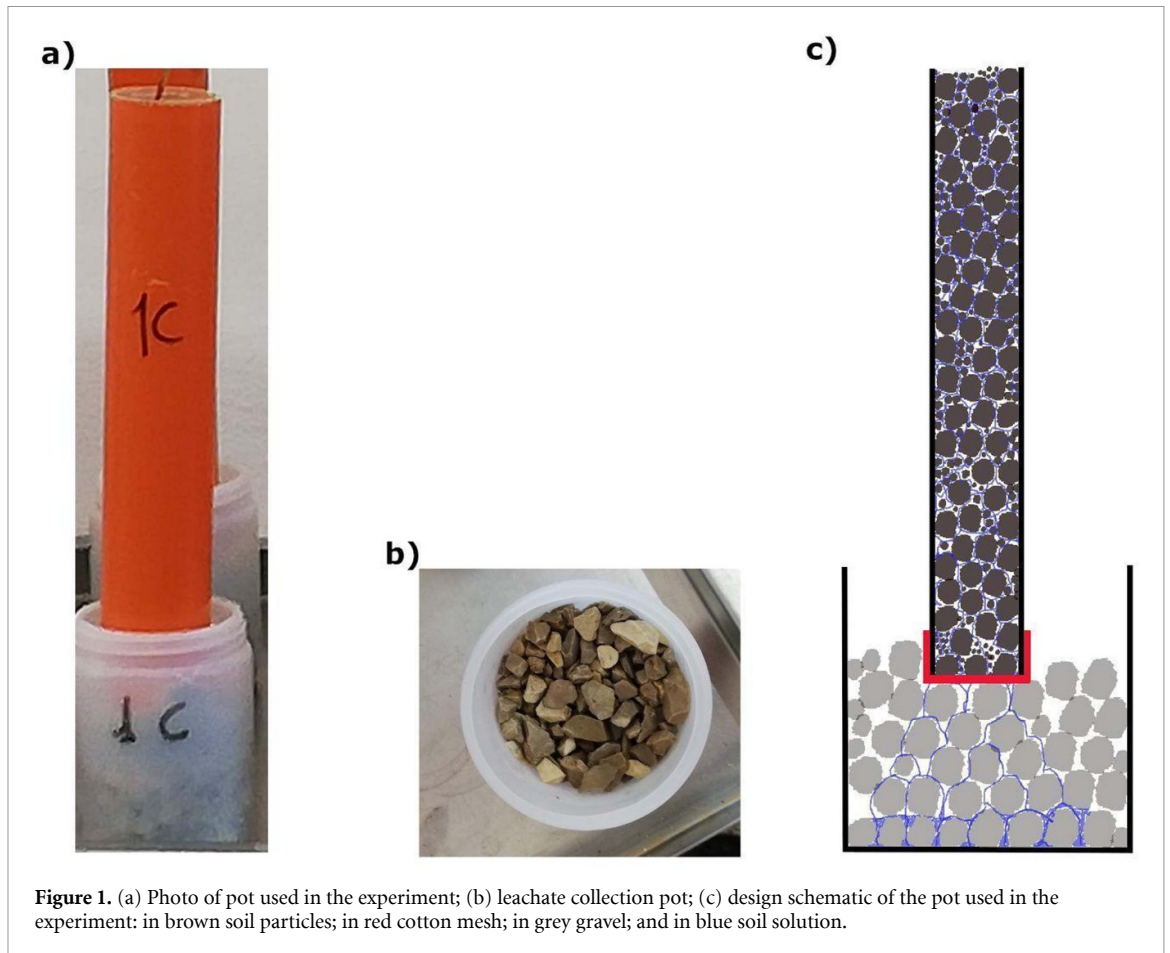 a)
c)
1C
b)
1 C
Figure 1. (a) Photo of pot used in the experiment; (b) leachate collection pot; (c) design schematic of the pot used in the
experiment: in brown soil particles; in red cotton mesh; in grey gravel; and in blue soil solution.